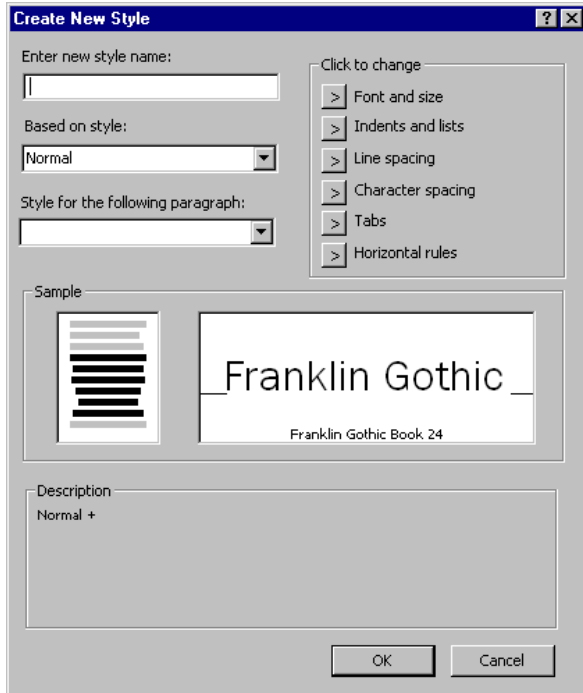 Create New Style
Enter new style name:
Based on style:
Normal
Style for the following paragraph:
Click to change
> Font and size
> Indents and lists
> Line spacing
> Character spacing
> Tabs
> Horizontal rules
Sample
Franklin Gothic
Franklin Gothic Book 24
Description
Normal +
OK
Cancel